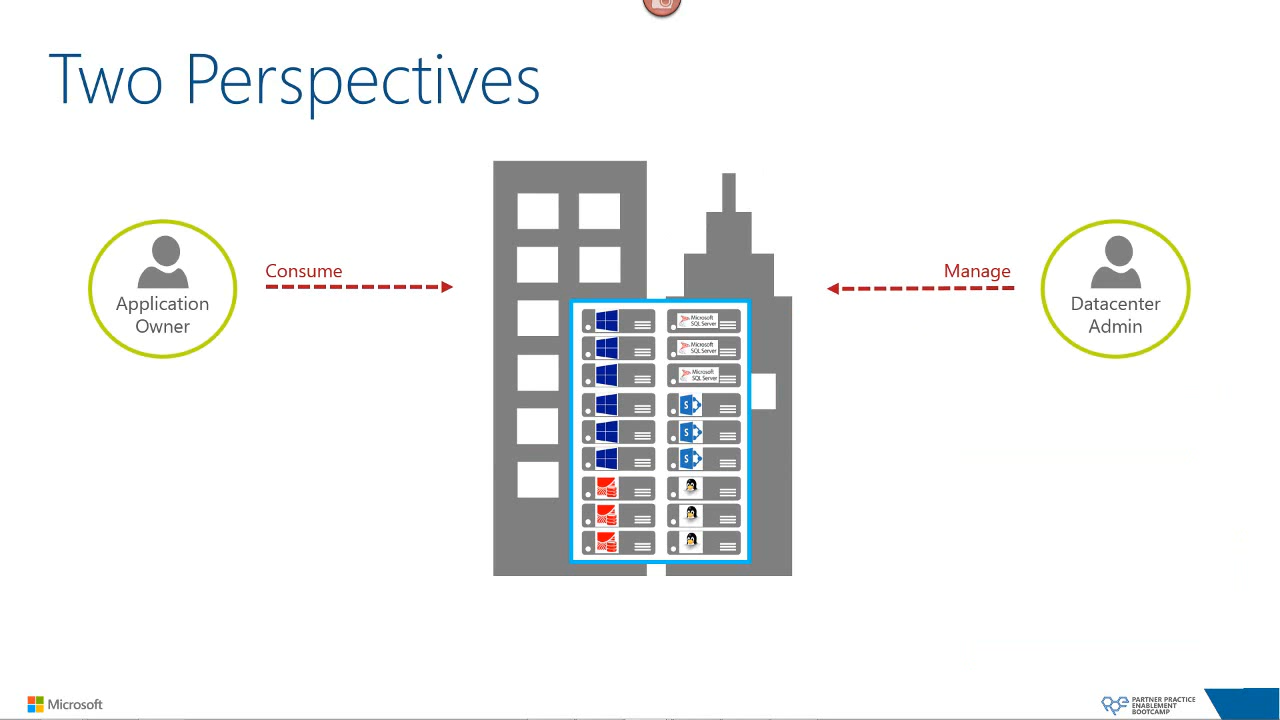 Two Perspectives
Consume
Manage
Application
Owner
Datacenter
Admin
Microsoft
SQL Server
Microsoft
SQL Server
Microsoft
SQL Server
S
S
S
Microsoft
PARTNER PRACTICE
ENABLEMENT
BOOTCAMP